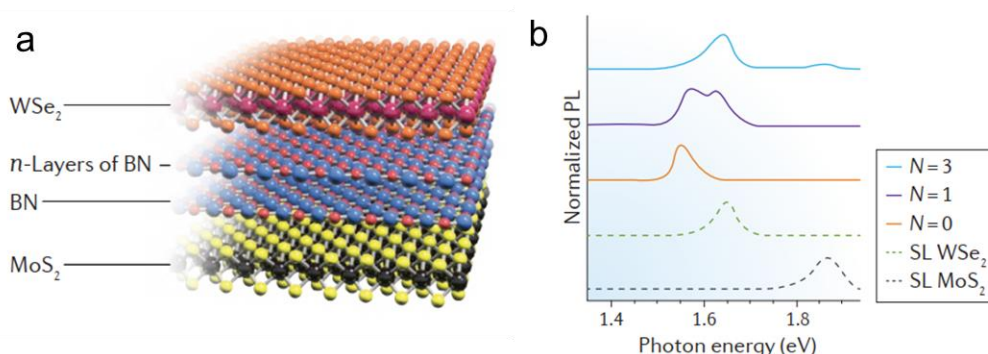 a
WSe₂
n-Layers of BN
BN
MoS₂
b
Normalized PL
N = 3
N = 1
N = 0
SL WSe₂
SL MoS₂
1.4
1.6
1.8
Photon energy (eV)